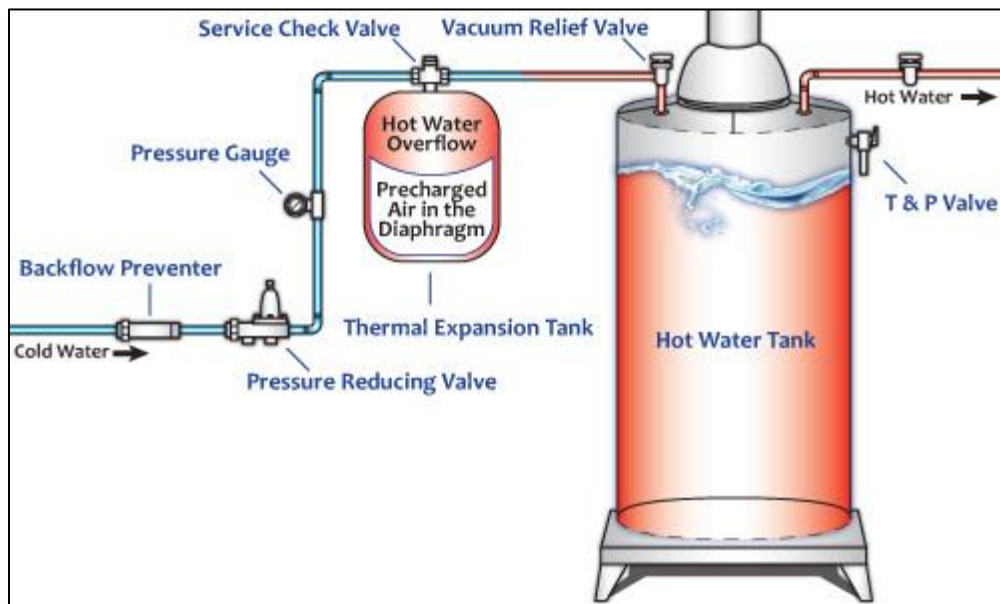 Service Check Valve
Vacuum Relief Valve
Hot Water
Hot Water
Overflow
Pressure Gauge
Precharged
Air in the
Diaphragm
T & P Valve
Backflow Preventer
Thermal Expansion Tank
Hot Water Tank
Cold Water
Pressure Reducing Valve